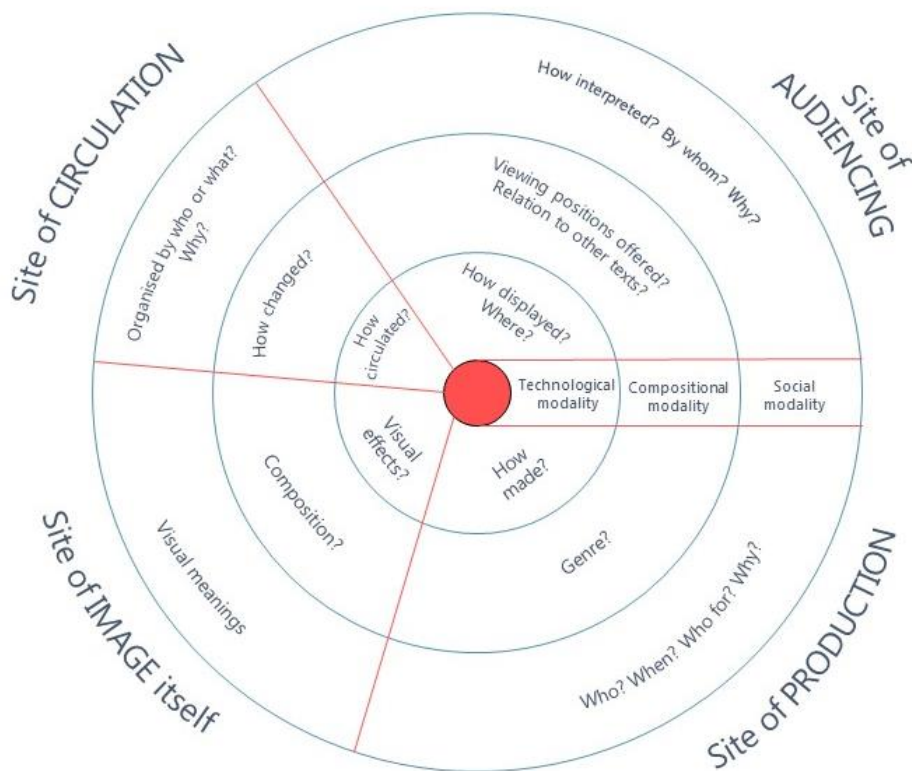 Site of CIRCULATION
Organised by who or what?
Why?
How changed?
How
circulated?
Site of
AUDIENCING
How interpreted? By whom? Why?
Viewing positions offered?
Relation to other texts?
How displayed?
Where?
Technological
modality
Compositional
modality
Social
modality
Site of IMAGE itself
Visual meanings
Composition?
Visual
effects?
Site of PRODUCTION
How
made?
Genre?
Who? When? Who for? Why?